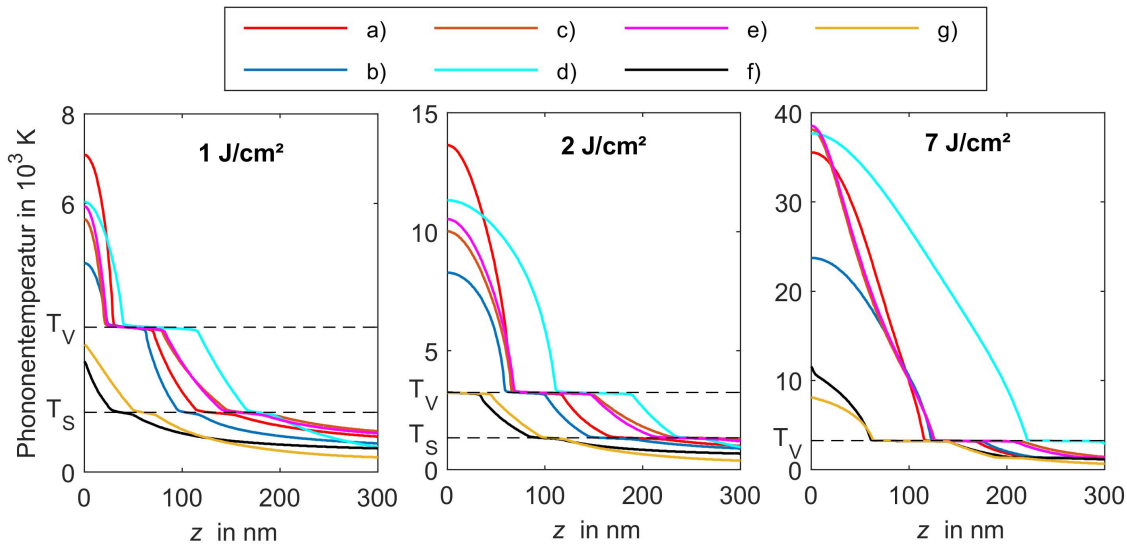 a) c) e) g)
b) d) f)
Phononentemperatur in 10³ K
1 J/cm²
8
6
T_V
T_S
0
0 100 200 300
z in nm
2 J/cm²
15
10
5
T_V
T_S
0
0 100 200 300
z in nm
7 J/cm²
40
30
20
10
T_V
0
0 100 200 300
z in nm